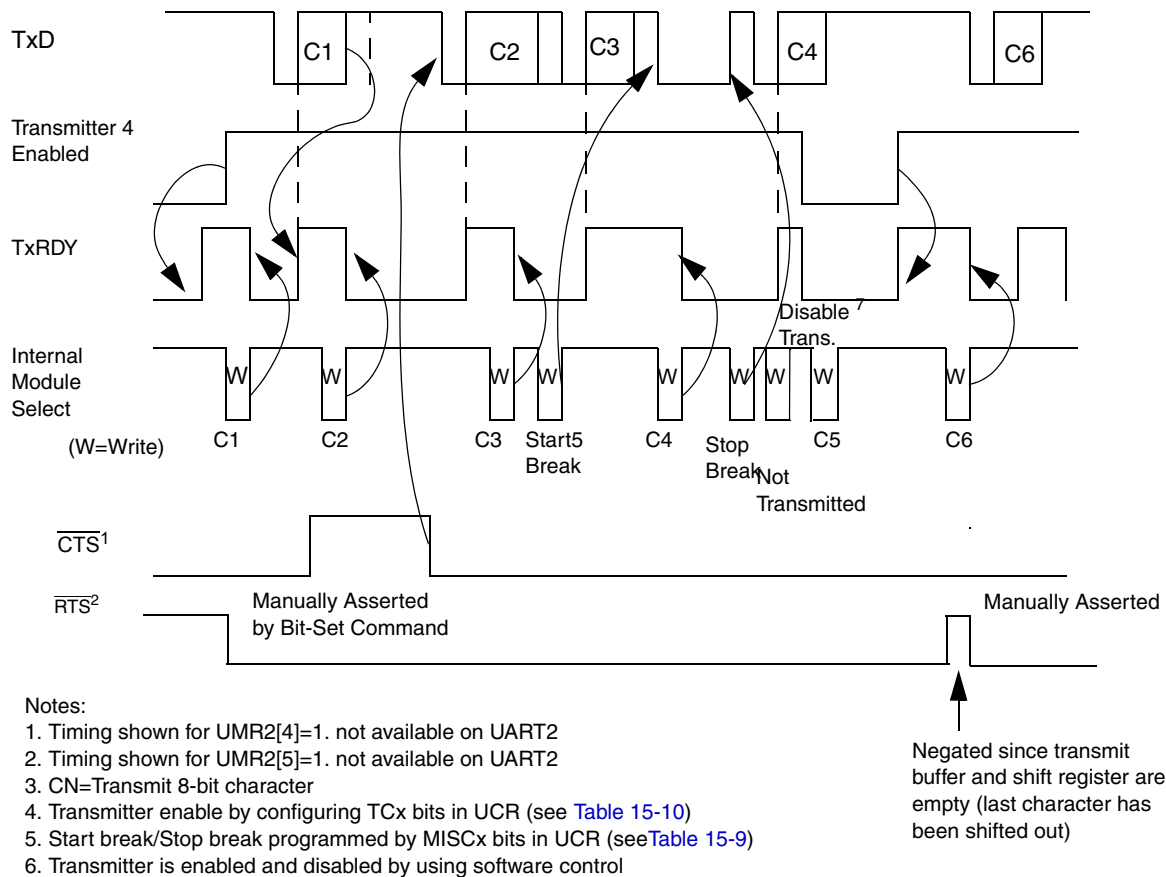 TxD
C1
C2
C3
C4
C6
Transmitter 4
Enabled
TxRDY
Disable 7
Trans.
Internal
Module
Select
W
W
W
W
W
W
W
W
W
(W=Write)
C1
C2
C3
Start5
Break
C4
Stop
Break
Not
Transmitted
C5
C6
CTS1
RTS2
Manually Asserted
by Bit-Set Command
Manually Asserted
Notes:
1. Timing shown for UMR2[4]=1. not available on UART2
2. Timing shown for UMR2[5]=1. not available on UART2
3. CN=Transmit 8-bit character
4. Transmitter enable by configuring TCx bits in UCR (see Table 15-10)
5. Start break/Stop break programmed by MISCx bits in UCR (seeTable 15-9)
6. Transmitter is enabled and disabled by using software control
Negated since transmit
buffer and shift register are
empty (last character has
been shifted out)